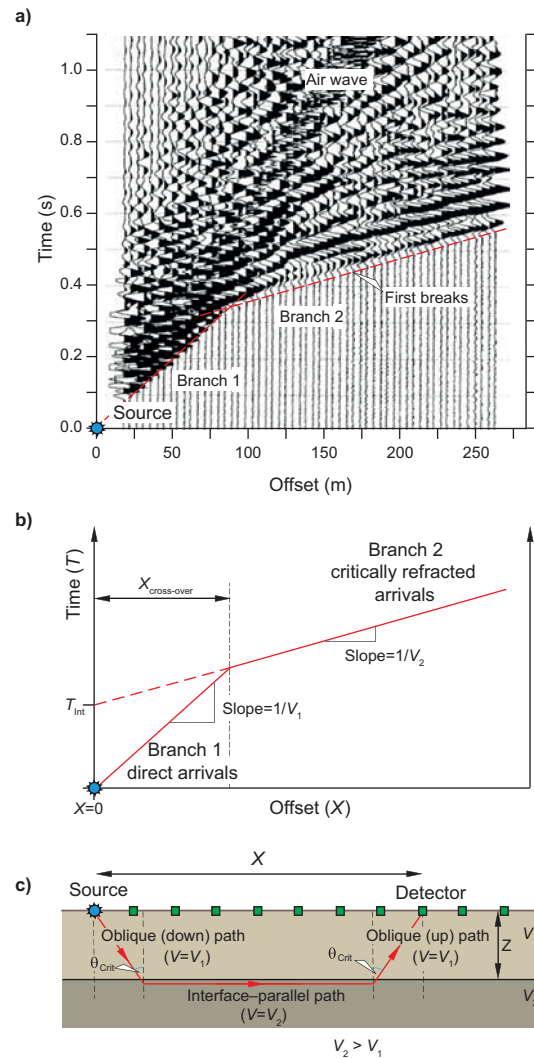 a)
1.0
Air wave
0.8
Time (s)
0.6
0.4
First breaks
Branch 2
0.2
Branch 1
Source
0.0
0 50 100 150 200 250
Offset (m)
b)
Time (T)
Branch 2
critically refracted
arrivals
Xcross–over
Slope=1/V2
TInt
Slope=1/V1
Branch 1
direct arrivals
X=0
Offset (X)
c)
X
Source Detector
Oblique (down) path
(V=V1)
Oblique (up) path
(V=V1)
Z
θCrit
θCrit
Interface–parallel path
(V=V2)
V2 > V1